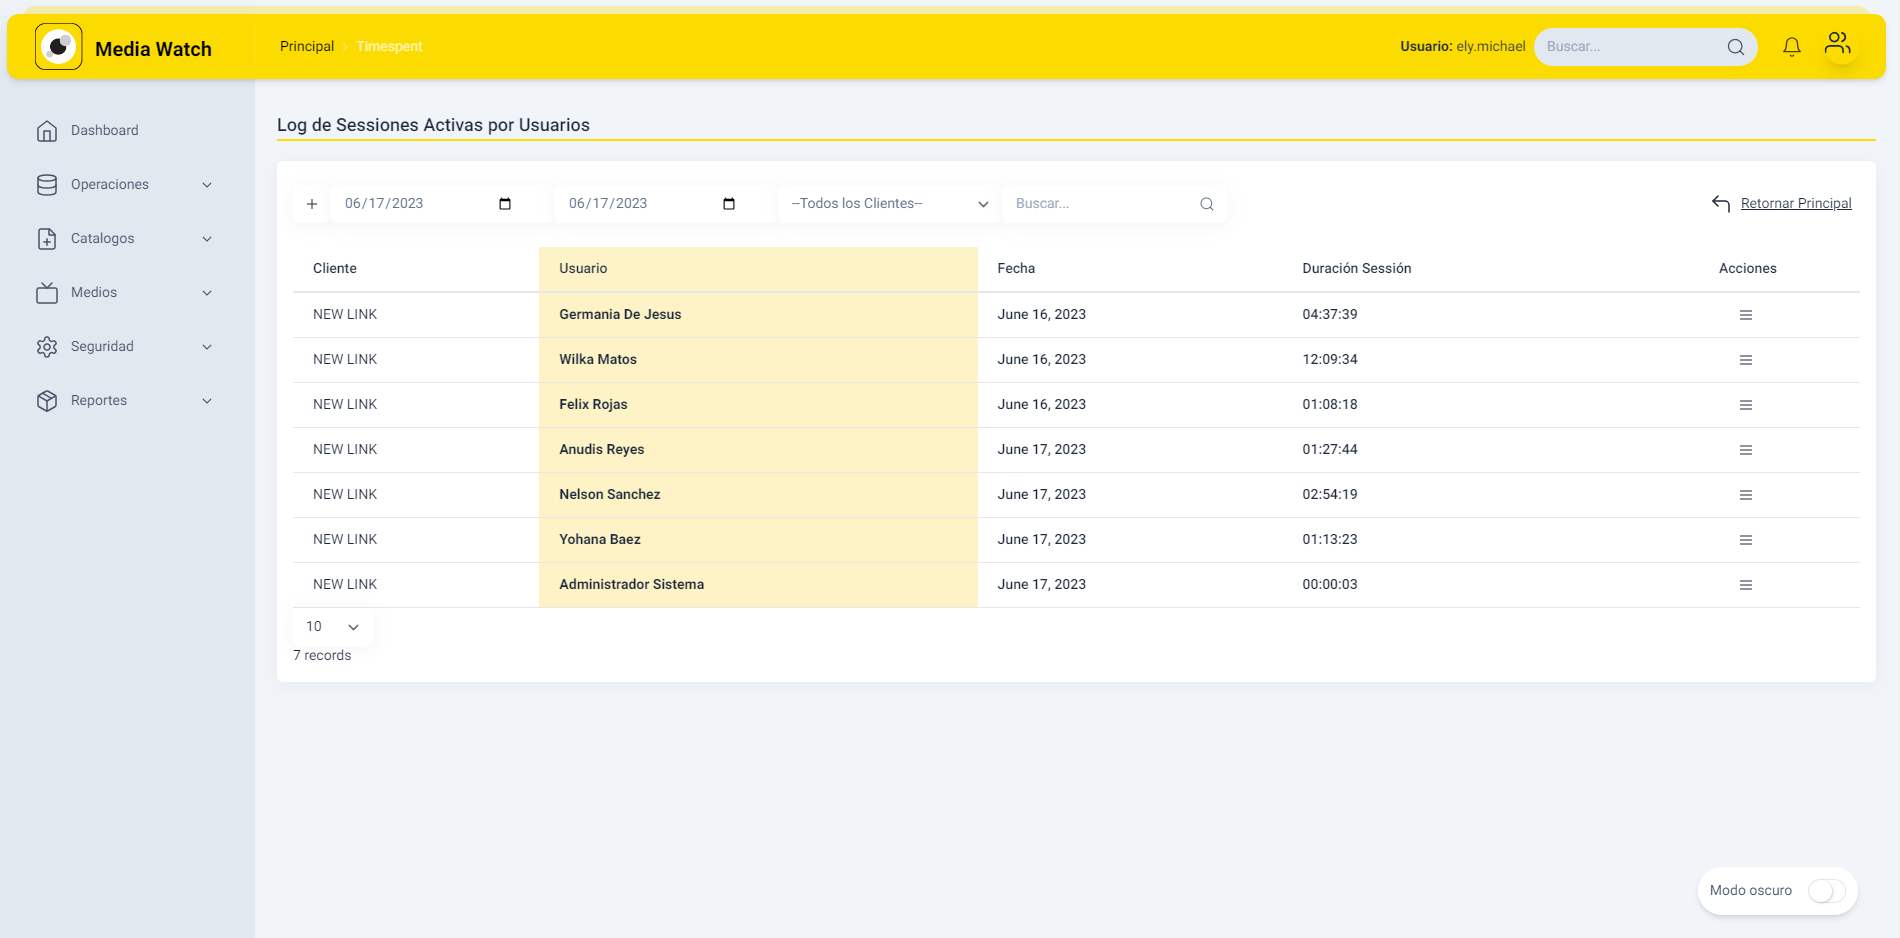 Media Watch
Principal > Timespent
Usuario: ely.michael
Buscar...
Dashboard
Operaciones
Catalogos
Medios
Seguridad
Reportes
Log de Sessiones Activas por Usuarios
+ 06/17/2023 06/17/2023 --Todos los Clientes-- Buscar... Retornar Principal
Cliente Usuario Fecha Duración Sessión Acciones
NEW LINK Germania De Jesus June 16, 2023 04:37:39
NEW LINK Wilka Matos June 16, 2023 12:09:34
NEW LINK Felix Rojas June 16, 2023 01:08:18
NEW LINK Anudis Reyes June 17, 2023 01:27:44
NEW LINK Nelson Sanchez June 17, 2023 02:54:19
NEW LINK Yohana Baez June 17, 2023 01:13:23
NEW LINK Administrador Sistema June 17, 2023 00:00:03
10
7 records
Modo oscuro